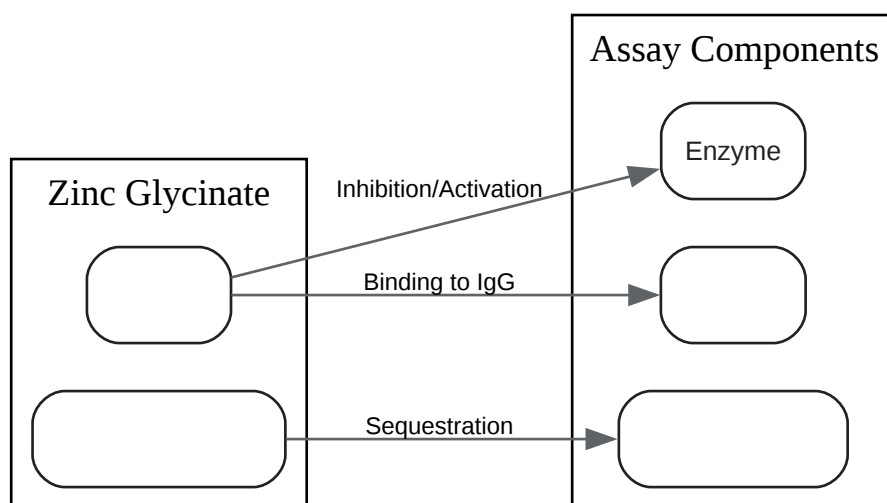 Assay Components
Enzyme
Zinc Glycinate
Inhibition/Activation
Binding to IgG
Sequestration